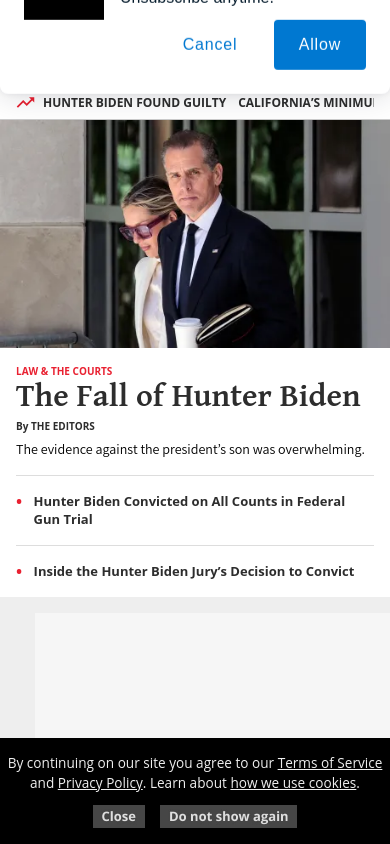 Unsubscribe anytime.
Cancel
Allow
HUNTER BIDEN FOUND GUILTY CALIFORNIA'S
LAW & THE COURTS
The Fall of Hunter Biden
By THE EDITORS
The evidence against the president's son was overwhelming.
Hunter Biden Convicted on All Counts in Federal
Gun Trial
Inside the Hunter Biden Jury's Decision to Convict
By continuing on our site you agree to our Terms of Service
and Privacy Policy. Learn about how we use cookies.
Close
Do not show again